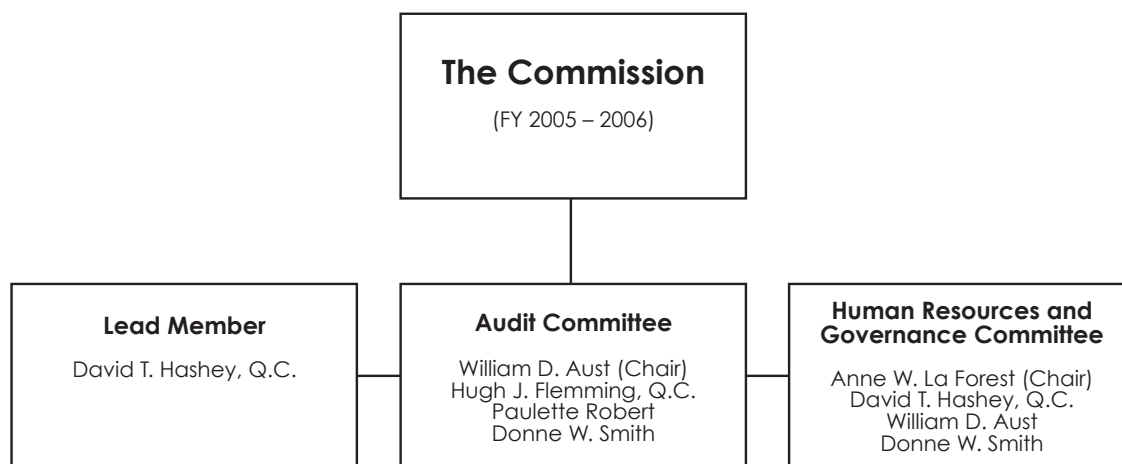 The Commission
(FY 2005 – 2006)
Lead Member
David T. Hashey, Q.C.
Audit Committee
William D. Aust (Chair)
Hugh J. Flemming, Q.C.
Paulette Robert
Donne W. Smith
Human Resources and
Governance Committee
Anne W. La Forest (Chair)
David T. Hashey, Q.C.
William D. Aust
Donne W. Smith